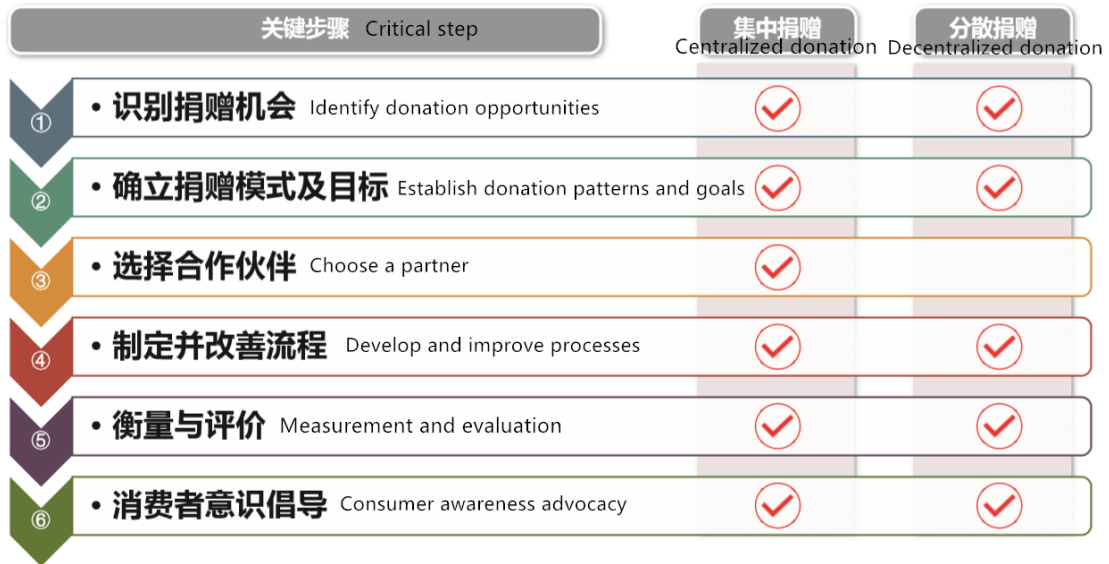 关键步骤 Critical step
集中捐赠
Centralized donation
分散捐赠
Decentralized donation
① • 识别捐赠机会 Identify donation opportunities
② • 确立捐赠模式及目标 Establish donation patterns and goals
③ • 选择合作伙伴 Choose a partner
④ • 制定并改善流程 Develop and improve processes
⑤ • 衡量与评价 Measurement and evaluation
⑥ • 消费者意识倡导 Consumer awareness advocacy